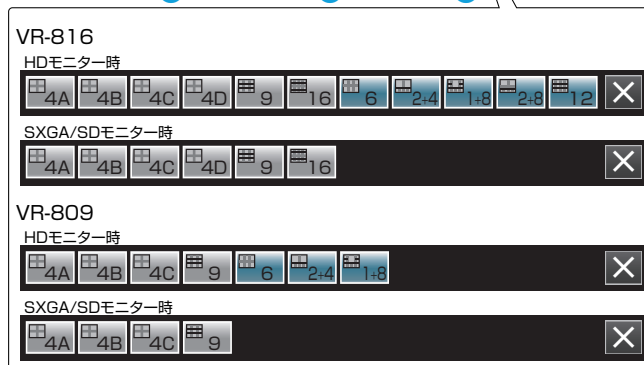 VR-816
HDモニター時
4A 4B 4C 4D 9 16 6 2+4 1+8 2+8 12
SXGA/SDモニター時
4A 4B 4C 4D 9 16
VR-809
HDモニター時
4A 4B 4C 9 6 2+4 1+8
SXGA/SDモニター時
4A 4B 4C 9